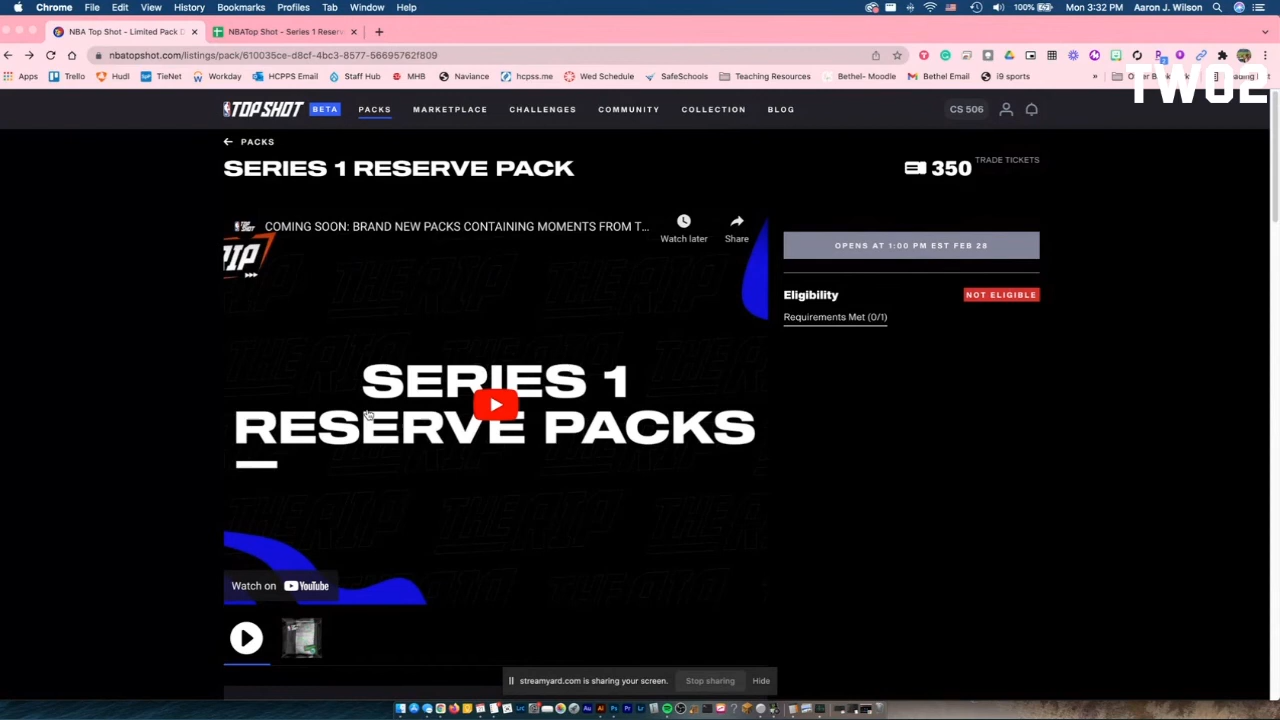 Chrome File Edit View History Bookmarks Profiles Tab Window Help 100% Mon 3:32 PM Aaron J. Wilson
NBA Top Shot - Limited Pack D NBATop Shot - Series 1 Reserv
nbatopshot.com/listings/pack/610035ce-d8cf-4bc3-8577-56695762f809
Apps Trello Hudl TieNet Workday HCPPS Email Staff Hub MHB Naviance hcpss.me Wed Schedule SafeSchools Teaching Resources Bethel- Moodle Bethel Email i9 sports
TW02
NBA TOP SHOT BETA PACKS MARKETPLACE CHALLENGES COMMUNITY COLLECTION BLOG CS 506
PACKS
SERIES 1 RESERVE PACK
350 TRADE TICKETS
COMING SOON: BRAND NEW PACKS CONTAINING MOMENTS FROM T...
Watch later Share
OPENS AT 1:00 PM EST FEB 28
Eligibility NOT ELIGIBLE
Requirements Met (0/1)
SERIES 1
RESERVE PACKS
Watch on YouTube
streamyard.com is sharing your screen. Stop sharing Hide